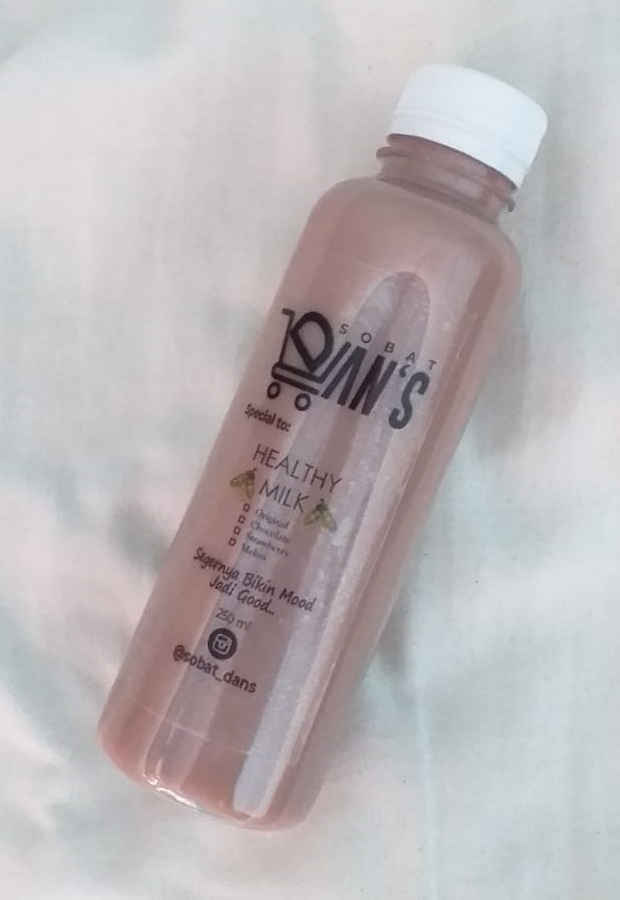 SOBAT
DAN'S
Special to:
HEALTHY
MILK
Original
Chocolate
Strawberry
Melon
Segernya Bikin Mood
Jadi Good..
250 ml
@sobat_dans